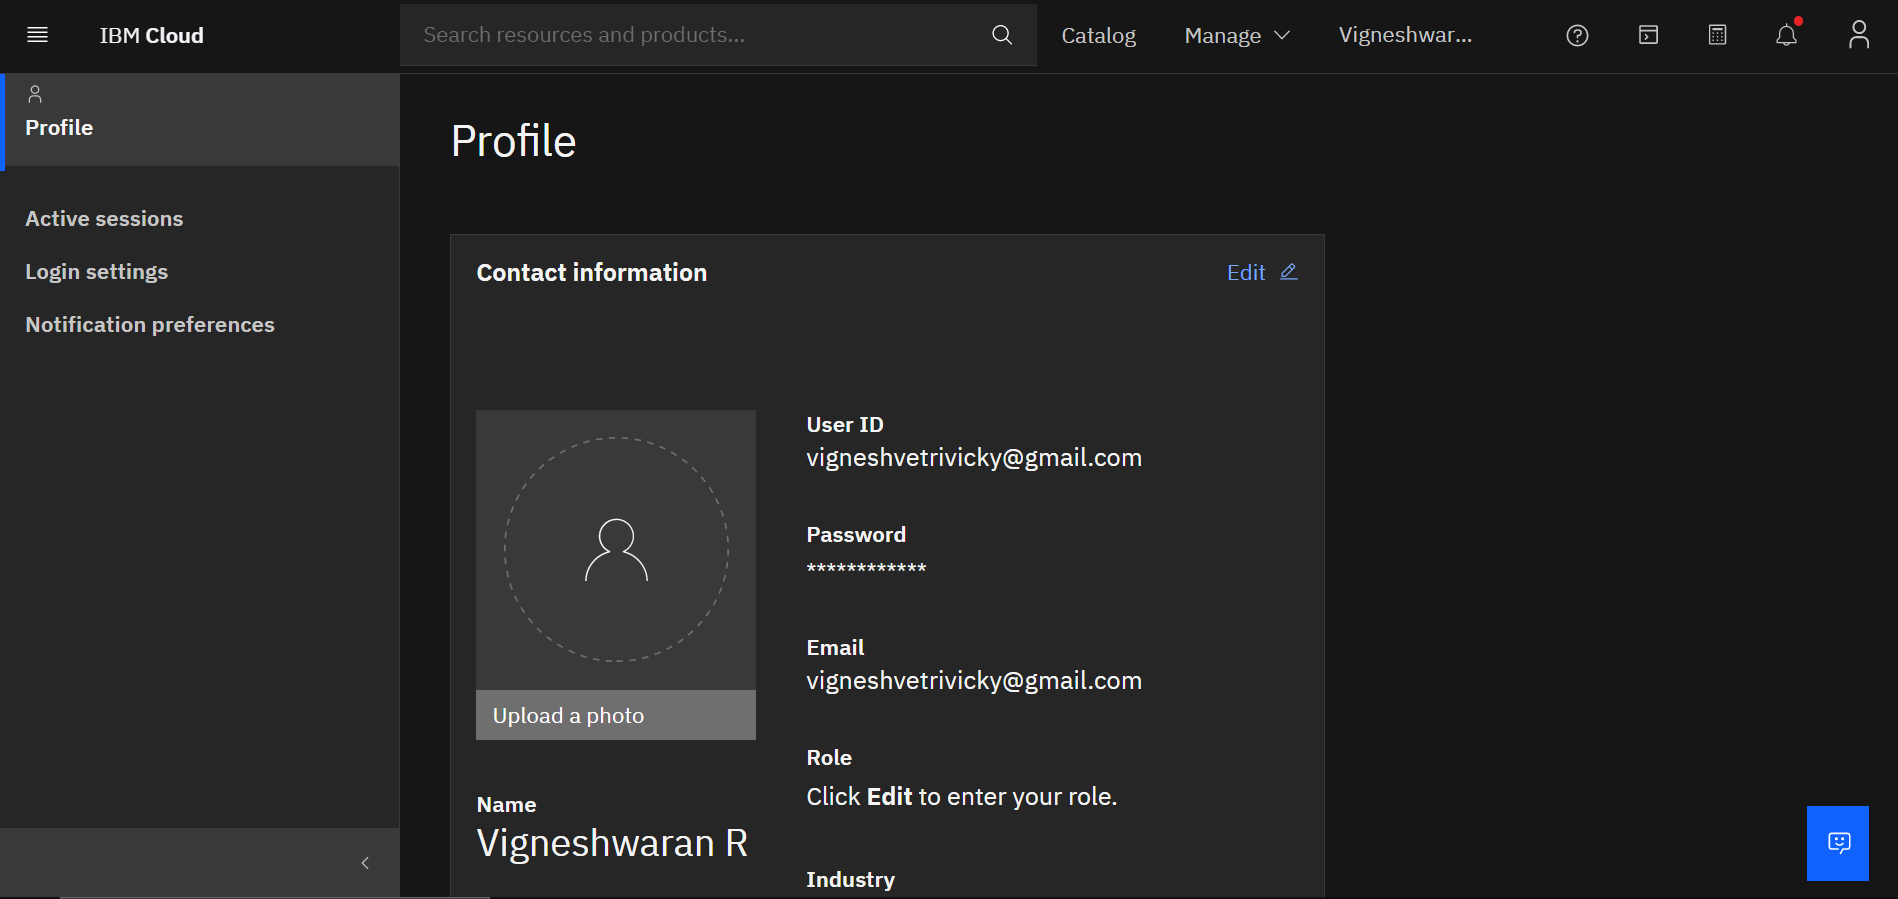 IBM Cloud
Search resources and products...
Catalog
Manage
Vigneshwar...
Profile
Active sessions
Login settings
Notification preferences
Profile
Contact information
Edit
Upload a photo
Name
Vigneshwaran R
User ID
vigneshvetrivicky@gmail.com
Password
************
Email
vigneshvetrivicky@gmail.com
Role
Click Edit to enter your role.
Industry